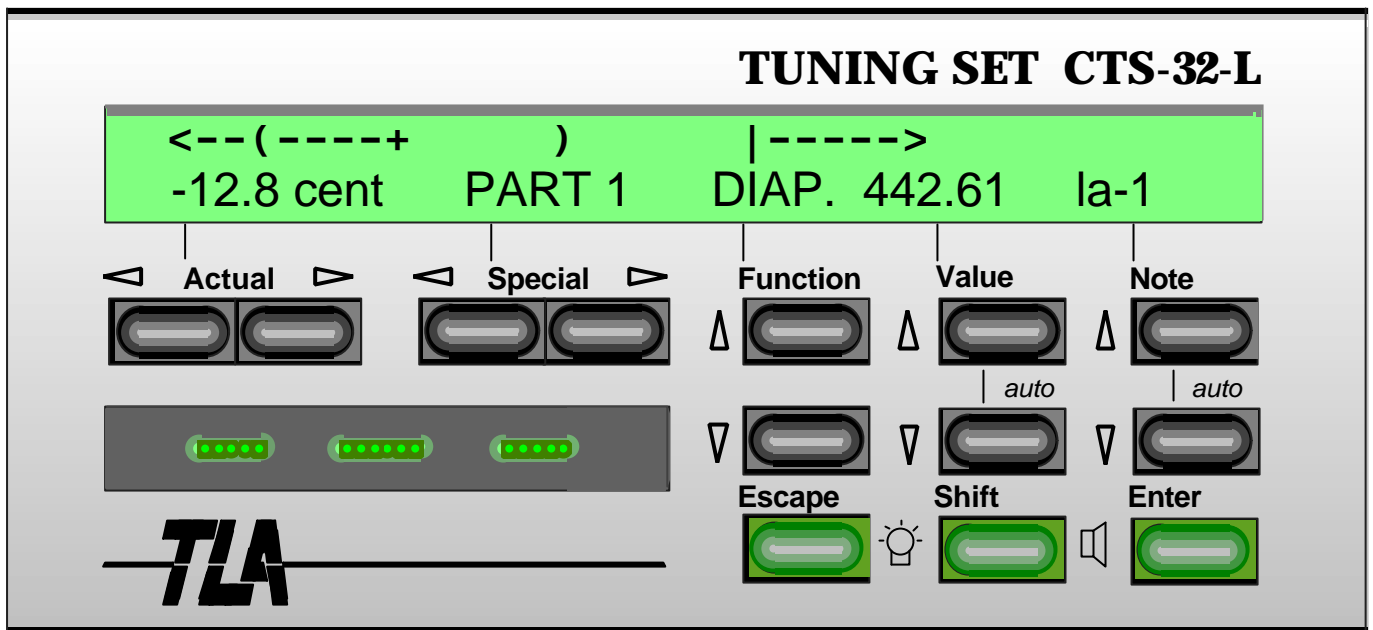 TUNING SET CTS-32-L
<--(----+ ) |----->
-12.8 cent PART 1 DIAP. 442.61 la-1
Actual Special Function Value Note
auto auto
Escape Shift Enter
TLA